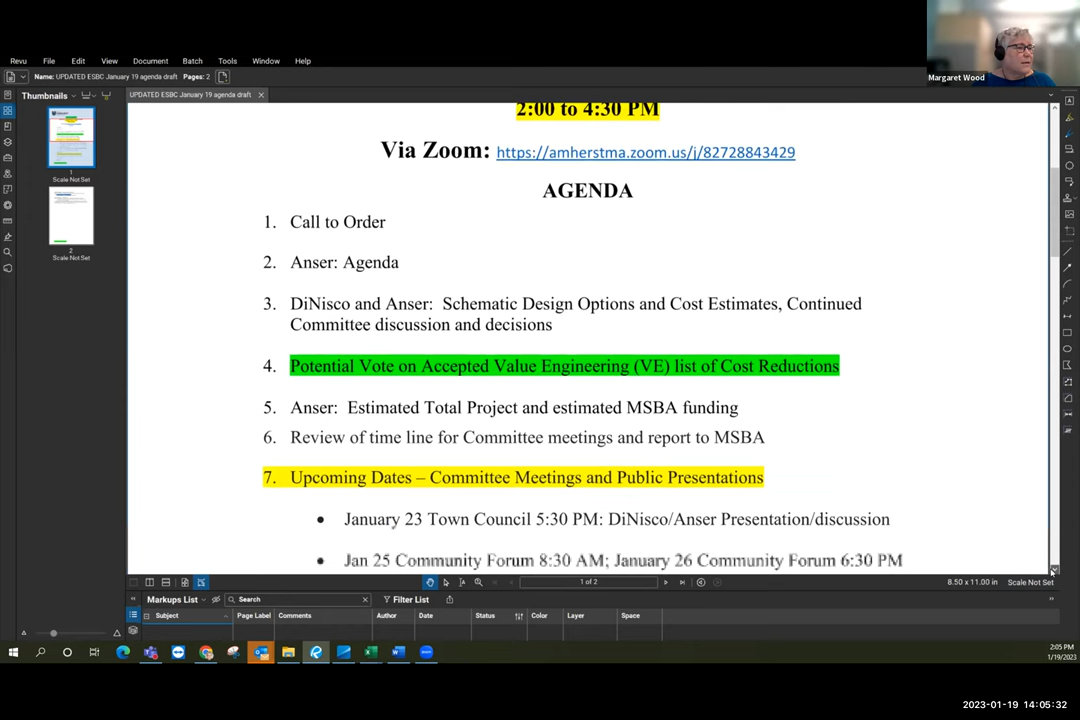 Margaret Wood
Revu File Edit View Document Batch Tools Window Help
Name: UPDATED ESBC January 19 agenda draft Pages: 2
Thumbnails
UPDATED ESBC January 19 agenda draft
1
Scale Not Set
2
Scale Not Set
2:00 to 4:30 PM
Via Zoom: https://amherstma.zoom.us/j/82728843429
AGENDA
1. Call to Order
2. Anser: Agenda
3. DiNisco and Anser: Schematic Design Options and Cost Estimates, Continued
Committee discussion and decisions
4. Potential Vote on Accepted Value Engineering (VE) list of Cost Reductions
5. Anser: Estimated Total Project and estimated MSBA funding
6. Review of time line for Committee meetings and report to MSBA
7. Upcoming Dates – Committee Meetings and Public Presentations
• January 23 Town Council 5:30 PM: DiNisco/Anser Presentation/discussion
• Jan 25 Community Forum 8:30 AM; January 26 Community Forum 6:30 PM
1 of 2
8.50 x 11.00 in Scale Not Set
Markups List Search Filter List
Subject Page Label Comments Author Date Status Color Layer Space
2:05 PM
1/19/2023
2023-01-19 14:05:32